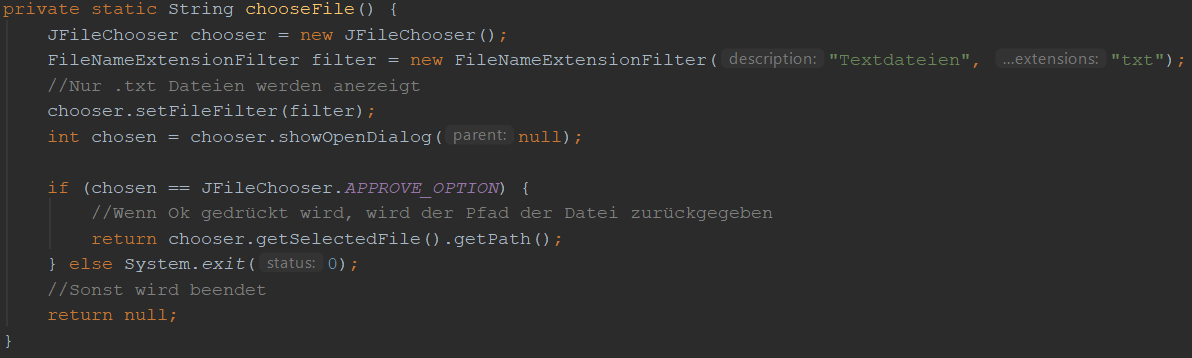 private static String chooseFile() {
JFileChooser chooser = new JFileChooser();
FileNameExtensionFilter filter = new FileNameExtensionFilter( description: "Textdateien", ...extensions: "txt");
//Nur .txt Dateien werden anezeigt
chooser.setFileFilter(filter);
int chosen = chooser.showOpenDialog( parent: null);
if (chosen == JFileChooser.APPROVE_OPTION) {
//Wenn Ok gedrückt wird, wird der Pfad der Datei zurückgegeben
return chooser.getSelectedFile().getPath();
} else System.exit( status: 0);
//Sonst wird beendet
return null;
}